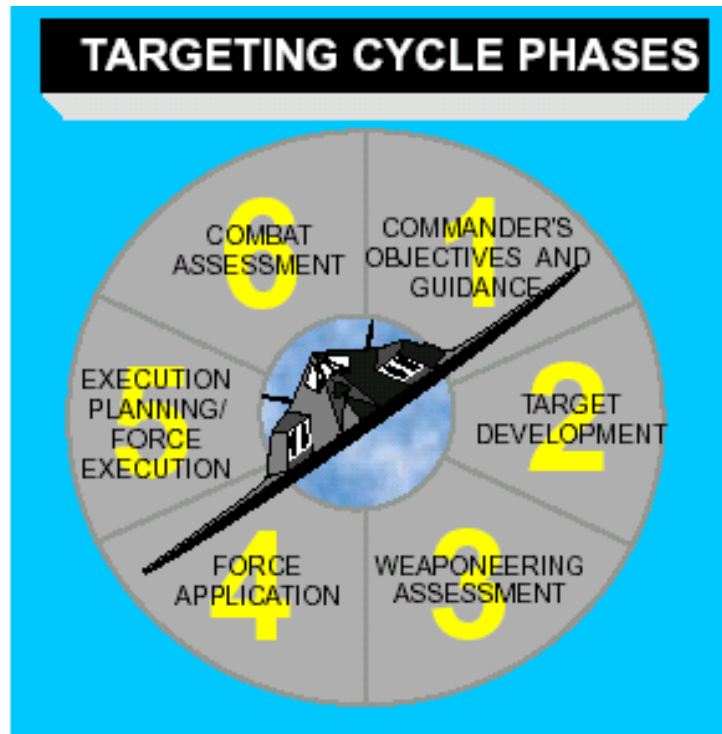 TARGETING CYCLE PHASES
1
COMMANDER'S
OBJECTIVES AND
GUIDANCE
2
TARGET
DEVELOPMENT
3
WEAPONEERING
ASSESSMENT
4
FORCE
APPLICATION
5
EXECUTION
PLANNING/
FORCE
EXECUTION
6
COMBAT
ASSESSMENT